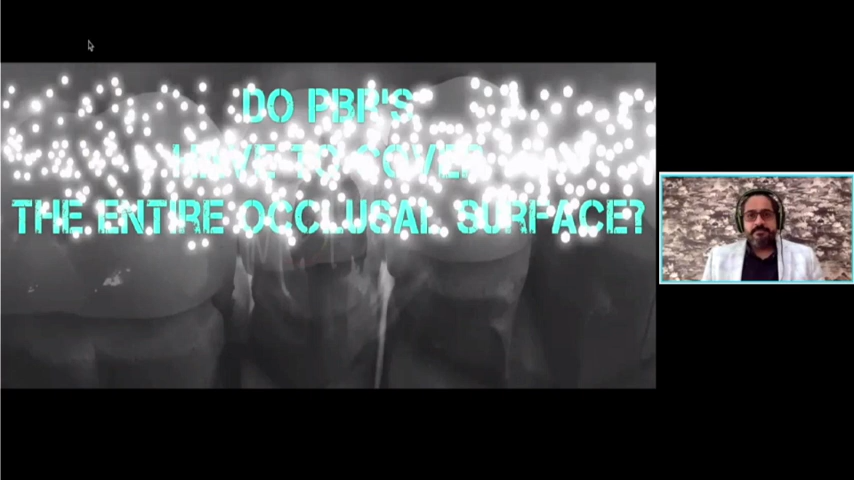 DO PBR'S
HAVE TO COVER
THE ENTIRE OCCLUSAL SURFACE?